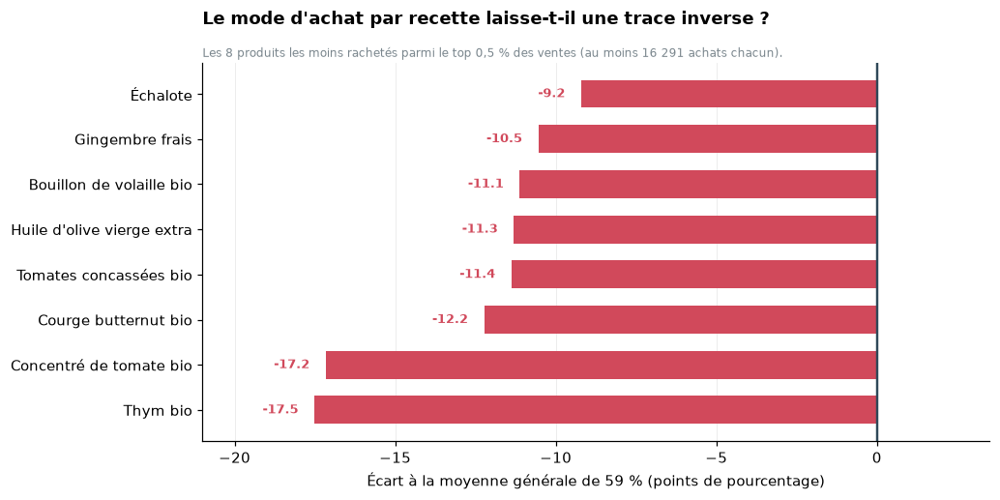 Le mode d'achat par recette laisse-t-il une trace inverse ?
Les 8 produits les moins rachetés parmi le top 0,5 % des ventes (au moins 16 291 achats chacun).
Échalote
-9.2
Gingembre frais
-10.5
Bouillon de volaille bio
-11.1
Huile d'olive vierge extra
-11.3
Tomates concassées bio
-11.4
Courge butternut bio
-12.2
Concentré de tomate bio
-17.2
Thym bio
-17.5
−20 −15 −10 −5 0
Écart à la moyenne générale de 59 % (points de pourcentage)